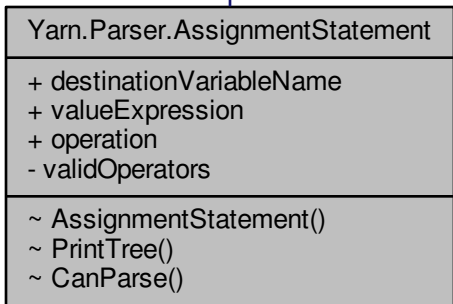 Yarn.Parser.AssignmentStatement
+ destinationVariableName
+ valueExpression
+ operation
- validOperators
~ AssignmentStatement()
~ PrintTree()
~ CanParse()